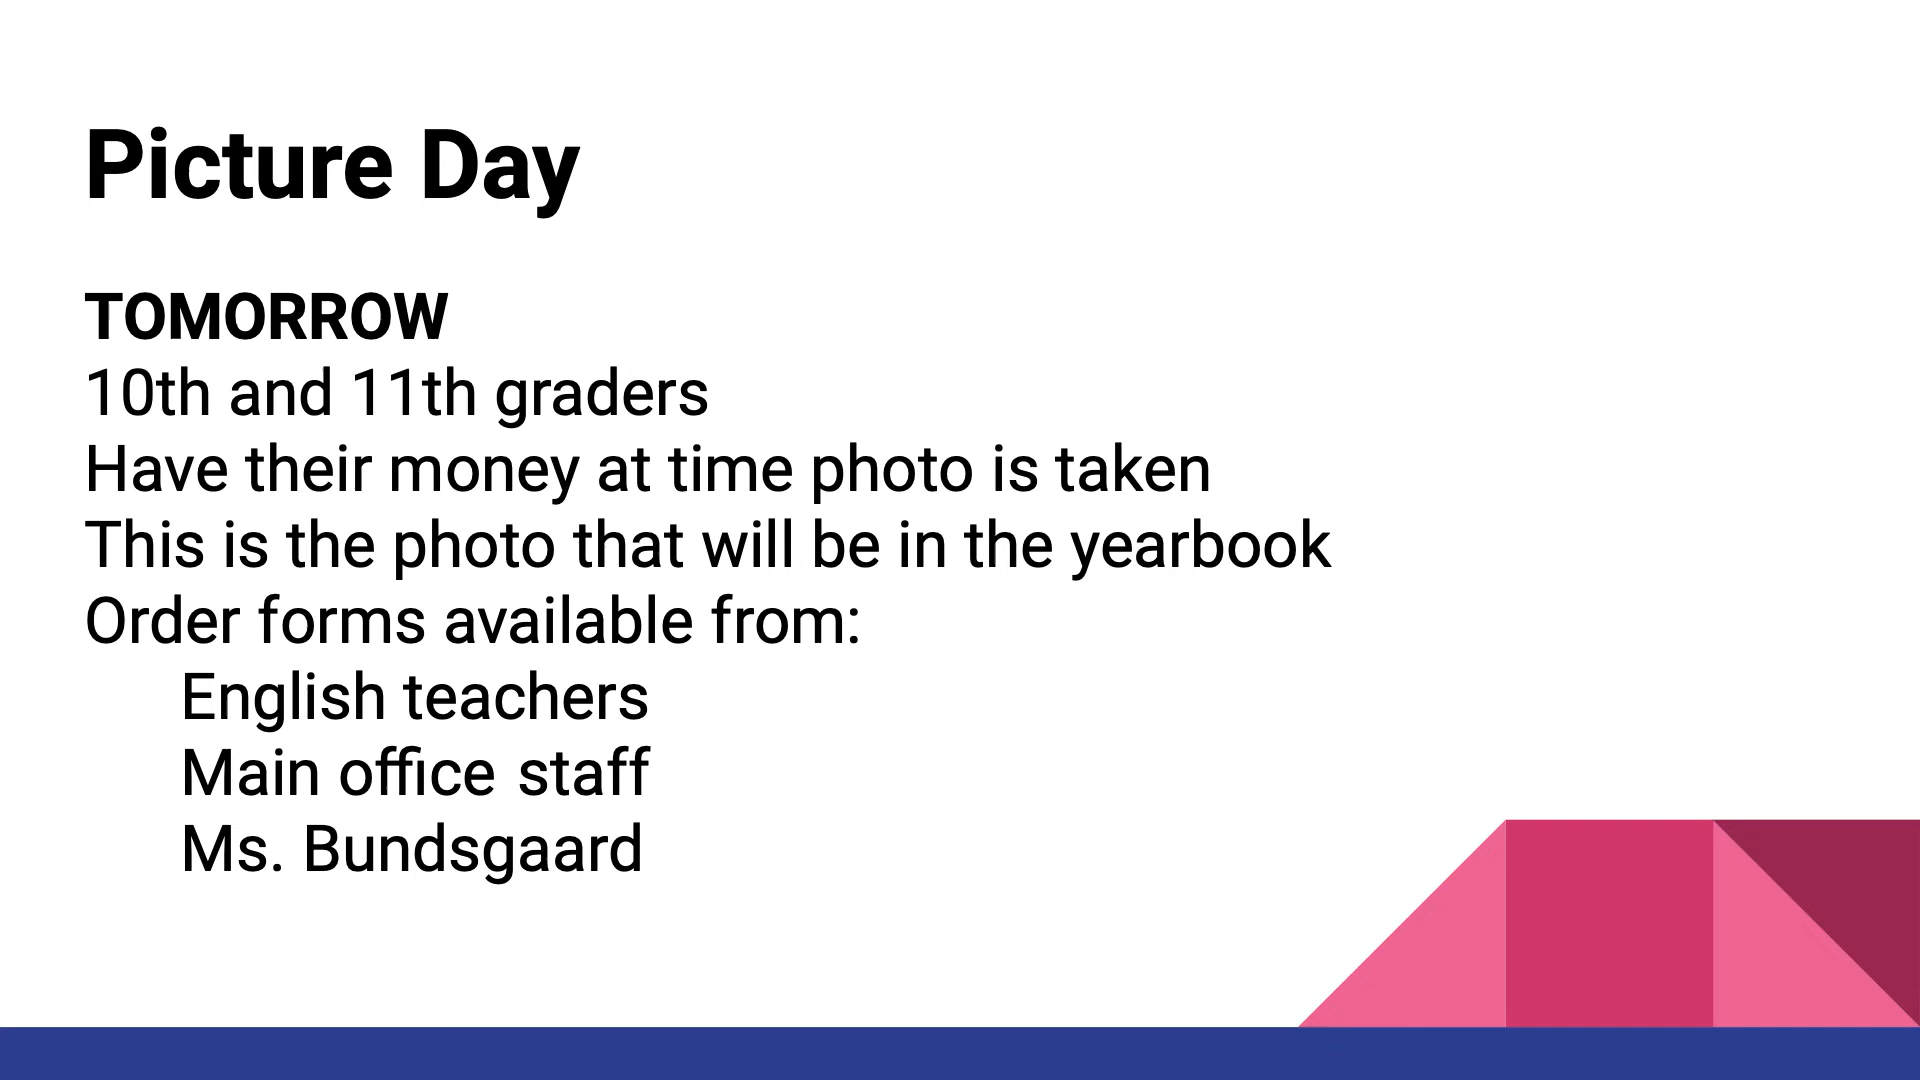 Picture Day
TOMORROW
10th and 11th graders
Have their money at time photo is taken
This is the photo that will be in the yearbook
Order forms available from:
English teachers
Main office staff
Ms. Bundsgaard